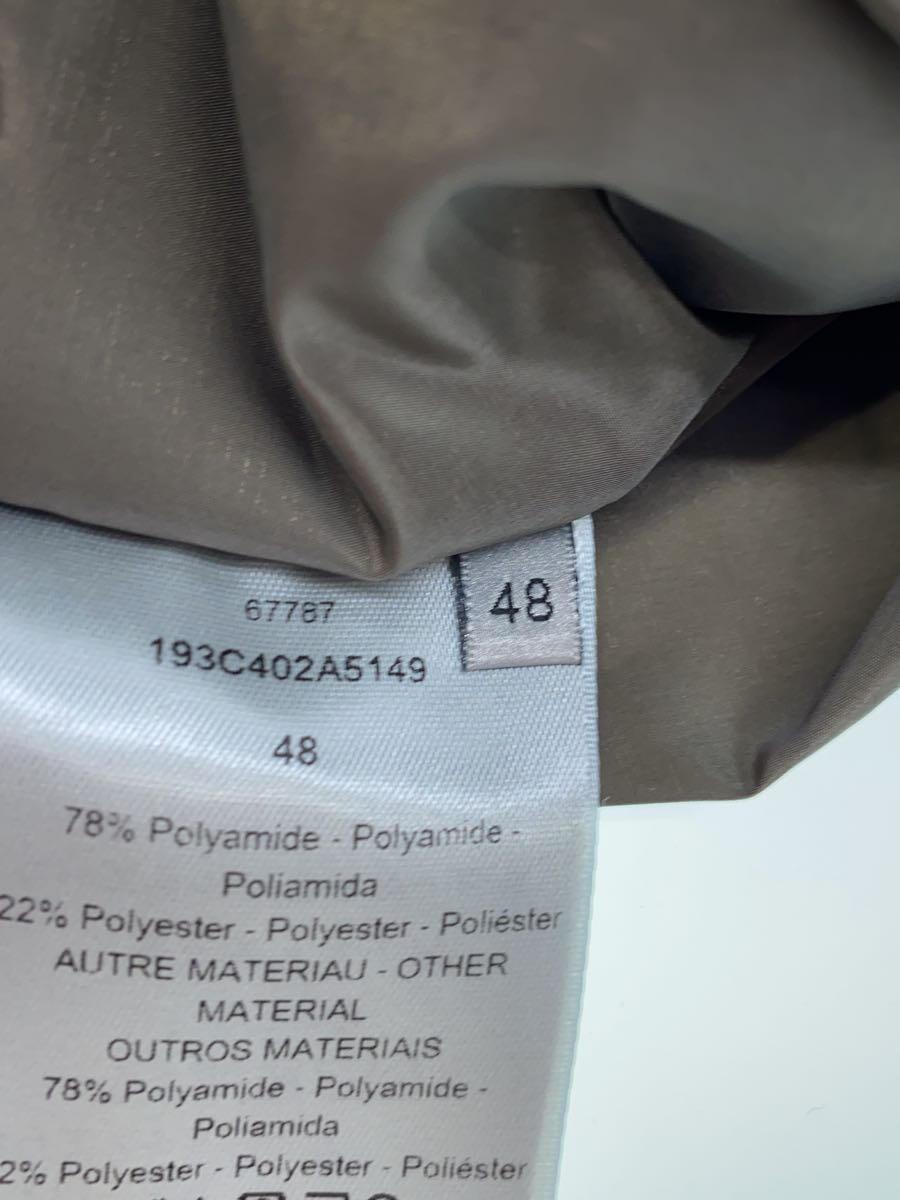 67787
48
193C402A5149
48
78% Polyamide - Polyamide -
Poliamida
22% Polyester - Polyester - Poliéster
AUTRE MATERIAU - OTHER
MATERIAL
OUTROS MATERIAIS
78% Polyamide - Polyamide -
Poliamida
2% Polyester - Polyester - Poliéster